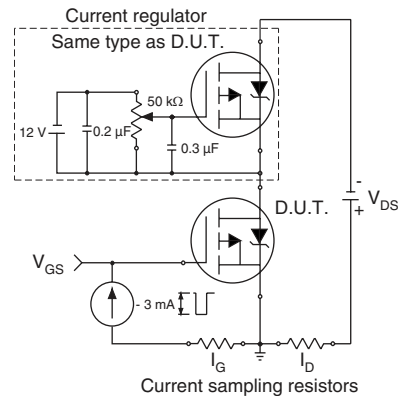 Current regulator
Same type as D.U.T.
50 kΩ
12 V
0.2 µF
0.3 µF
-
+
V_DS
D.U.T.
V_GS
- 3 mA
I_G
I_D
Current sampling resistors